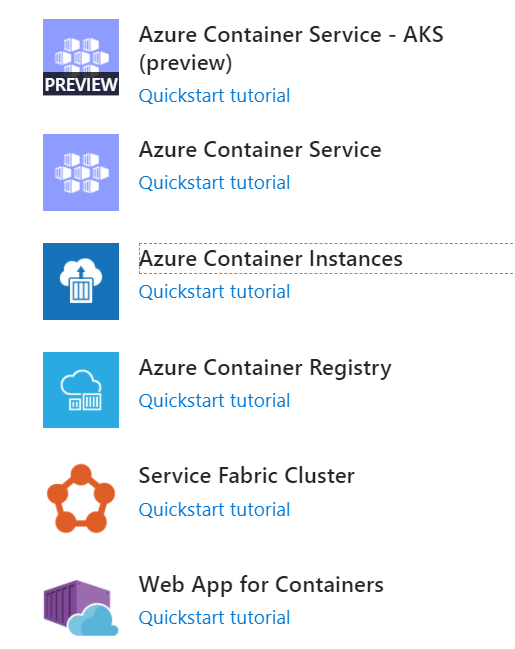 Azure Container Service - AKS
(preview)
PREVIEW
Quickstart tutorial
Azure Container Service
Quickstart tutorial
Azure Container Instances
Quickstart tutorial
Azure Container Registry
Quickstart tutorial
Service Fabric Cluster
Quickstart tutorial
Web App for Containers
Quickstart tutorial